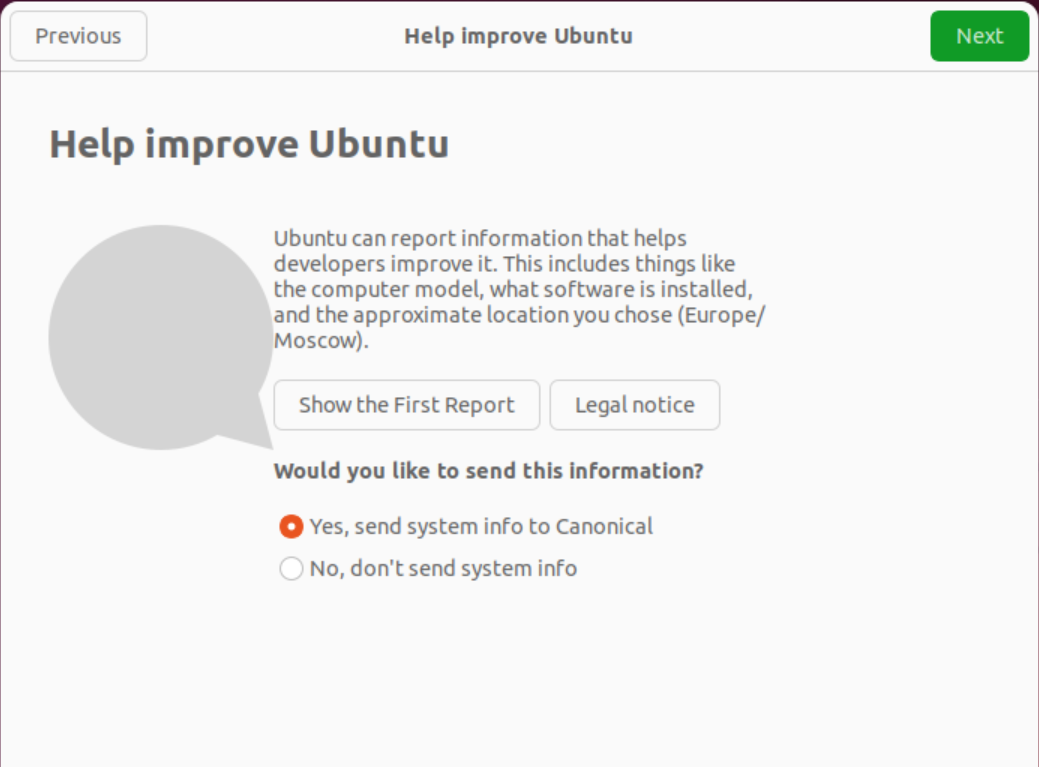 Previous
Help improve Ubuntu
Next
Help improve Ubuntu
Ubuntu can report information that helps
developers improve it. This includes things like
the computer model, what software is installed,
and the approximate location you chose (Europe/
Moscow).
Show the First Report
Legal notice
Would you like to send this information?
Yes, send system info to Canonical
No, don't send system info